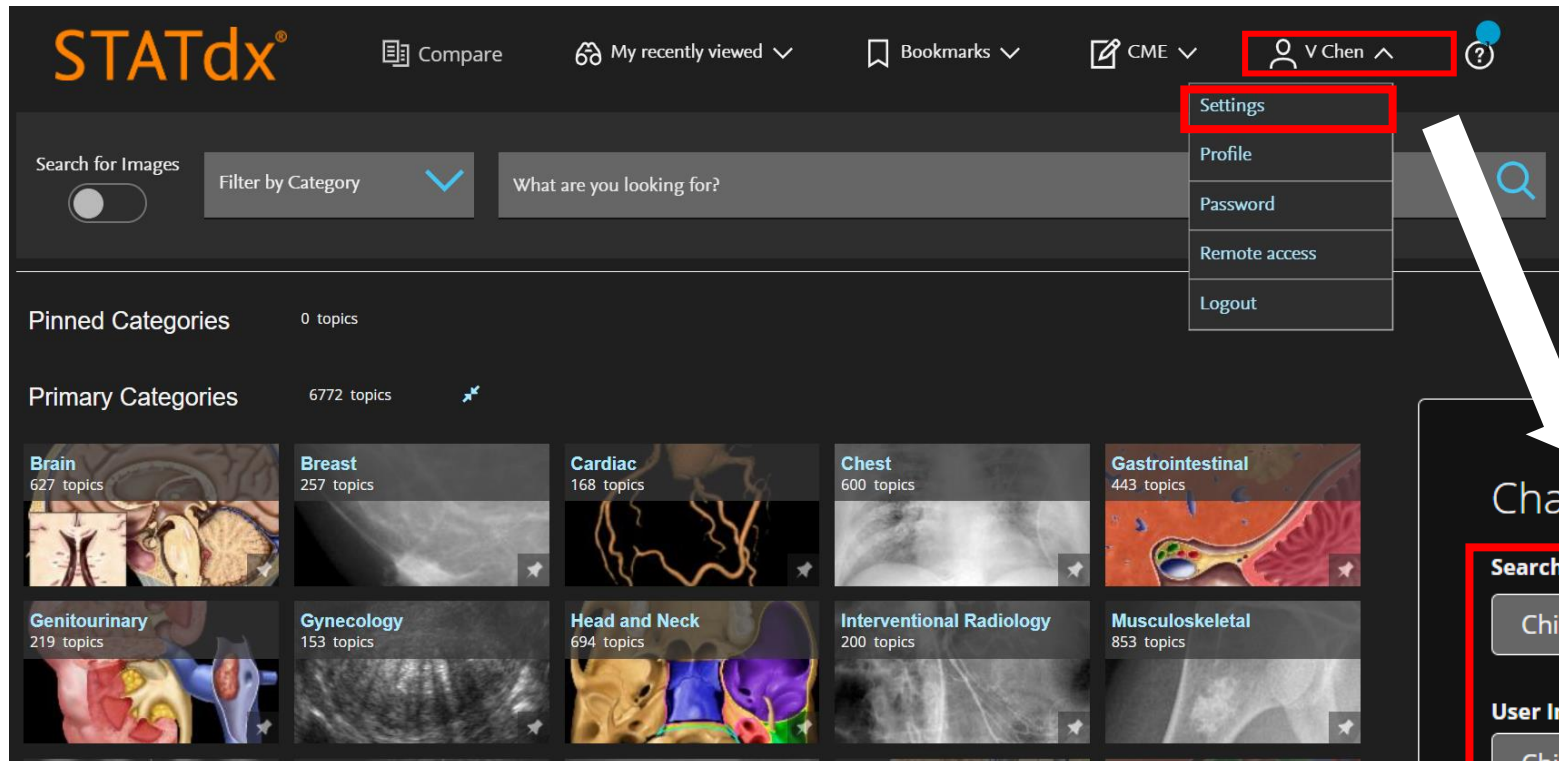 STATdx®
Compare
My recently viewed
Bookmarks
CME
V Chen
?
Settings
Profile
Password
Remote access
Logout
Search for Images
Filter by Category
What are you looking for?
Pinned Categories 0 topics
Primary Categories 6772 topics
Brain
627 topics
Breast
257 topics
Cardiac
168 topics
Chest
600 topics
Gastrointestinal
443 topics
Genitourinary
219 topics
Gynecology
153 topics
Head and Neck
694 topics
Interventional Radiology
200 topics
Musculoskeletal
853 topics
Cha
Search
Chi
User In
Chi